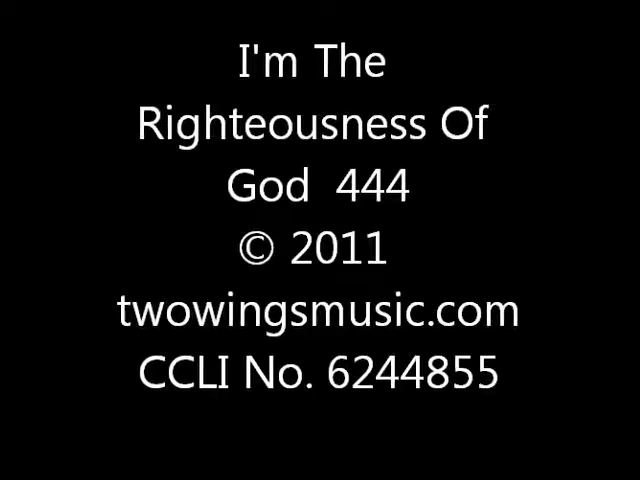 I'm The
Righteousness Of
God  444
© 2011
twowingsmusic.com
CCLI No. 6244855